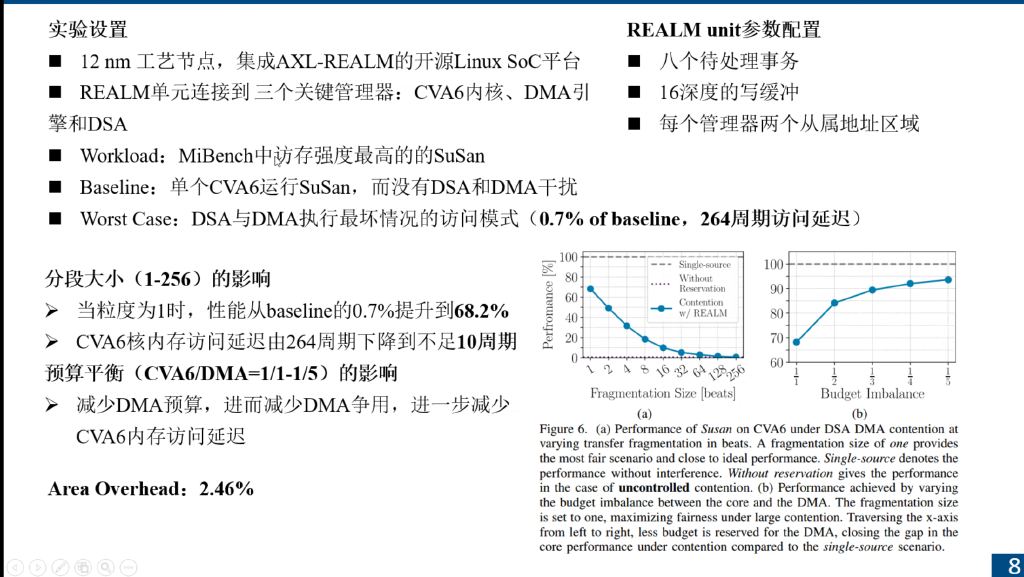 实验设置
■ 12 nm 工艺节点，集成AXL-REALM的开源Linux SoC平台
■ REALM单元连接到 三个关键管理器：CVA6内核、DMA引
擎和DSA
■ Workload：MiBench中访存强度最高的的SuSan
■ Baseline：单个CVA6运行SuSan，而没有DSA和DMA干扰
■ Worst Case：DSA与DMA执行最坏情况的访问模式（0.7% of baseline，264周期访问延迟）
REALM unit参数配置
■ 八个待处理事务
■ 16深度的写缓冲
■ 每个管理器两个从属地址区域
分段大小（1-256）的影响
➢ 当粒度为1时，性能从baseline的0.7%提升到68.2%
➢ CVA6核内存访问延迟由264周期下降到不足10周期
预算平衡（CVA6/DMA=1/1-1/5）的影响
➢ 减少DMA预算，进而减少DMA争用，进一步减少
CVA6内存访问延迟
Area Overhead：2.46%
Perfromance [%]
100
80
60
40
20
0
Single-source
Without
Reservation
Contention
w/ REALM
1 2 4 8 16 32 64 128 256
Fragmentation Size [beats]
(a)
100
90
80
70
60
1/1 1/2 1/3 1/4 1/5
Budget Imbalance
(b)
Figure 6. (a) Performance of Susan on CVA6 under DSA DMA contention at
varying transfer fragmentation in beats. A fragmentation size of one provides
the most fair scenario and close to ideal performance. Single-source denotes the
performance without interference. Without reservation gives the performance
in the case of uncontrolled contention. (b) Performance achieved by varying
the budget imbalance between the core and the DMA. The fragmentation size
is set to one, maximizing fairness under large contention. Traversing the x-axis
from left to right, less budget is reserved for the DMA, closing the gap in the
core performance under contention compared to the single-source scenario.
8